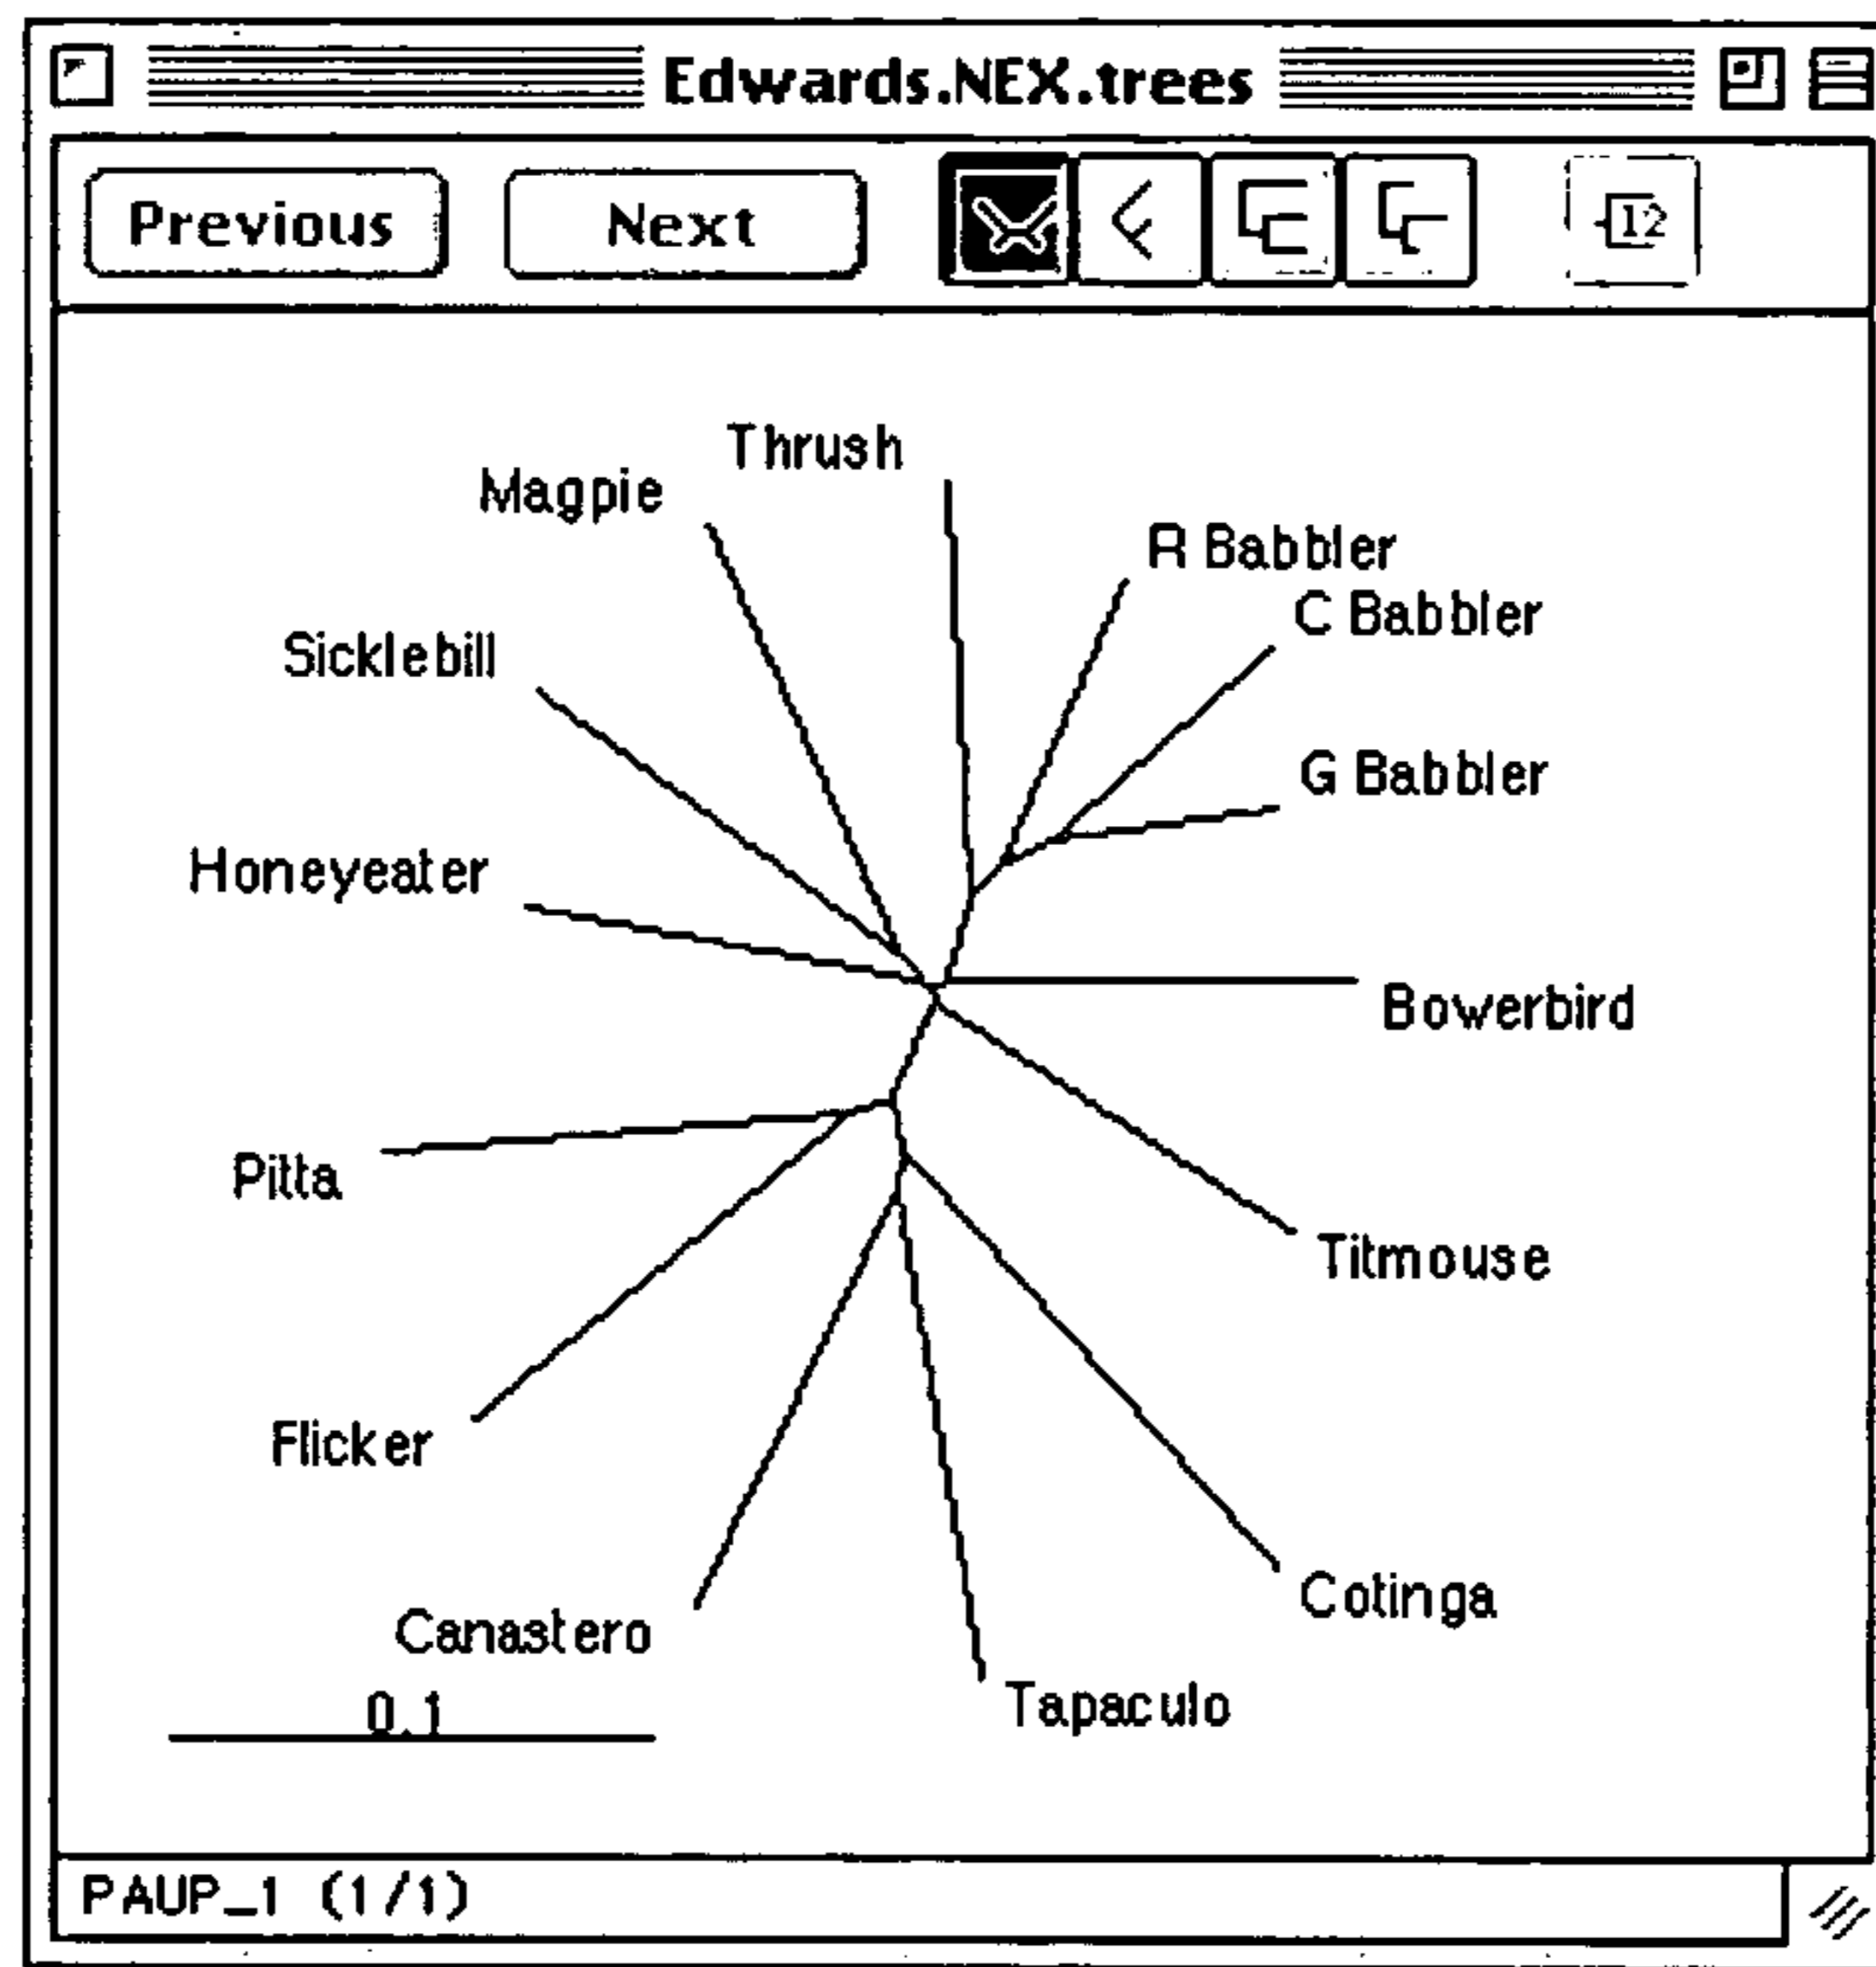 Edwards.NEX.trees
Previous Next 12
Thrush
Magpie
R Babbler
C Babbler
Sicklebill
G Babbler
Honeyeater
Bowerbird
Pitta
Titmouse
Flicker
Cotinga
Canastero
Tapaculo
0.1
PAUP_1 (1/1)